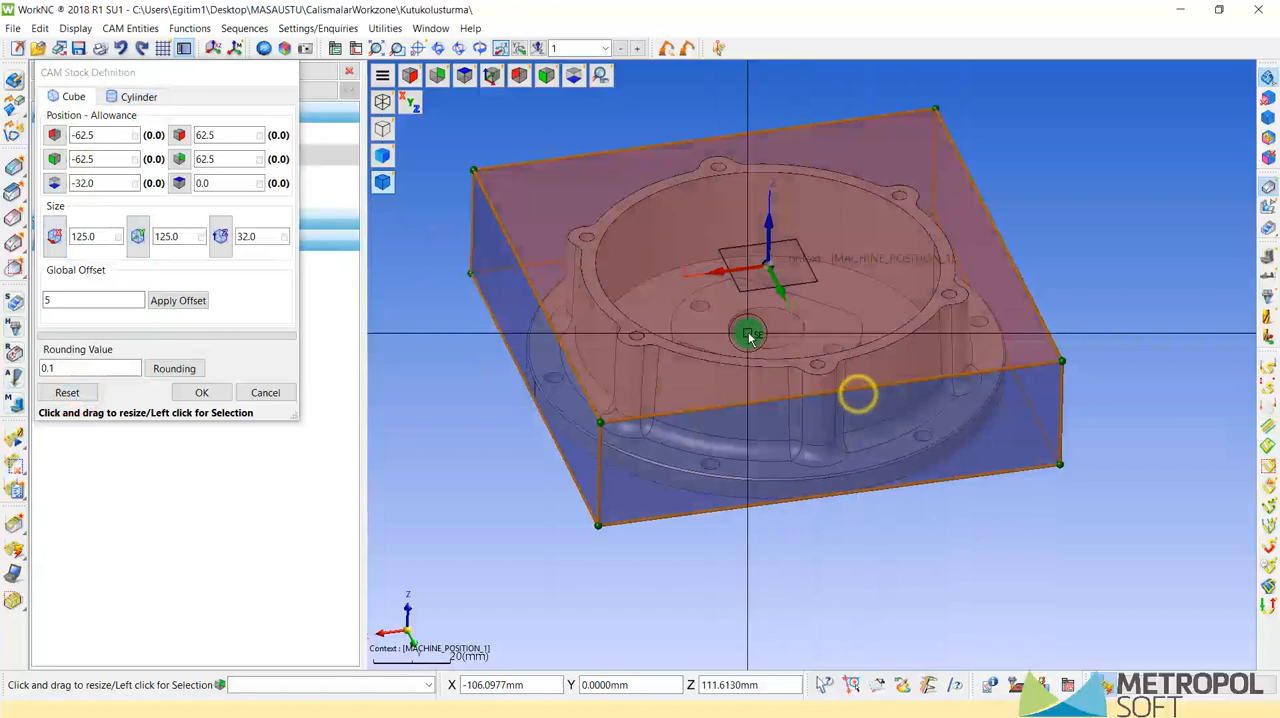 WorkNC ® 2018 R1 SU1 - C:\Users\Egitim1\Desktop\MASAUSTU\CalismalarWorkzone\Kutukolusturma\
File Edit Display CAM Entities Functions Sequences Settings/Enquiries Utilities Window Help
1
CAM Stock Definition
Cube Cylinder
Position - Allowance
-62.5 (0.0) 62.5 (0.0)
-62.5 (0.0) 62.5 (0.0)
-32.0 (0.0) 0.0 (0.0)
Size
125.0 125.0 32.0
Global Offset
5 Apply Offset
Rounding Value
0.1 Rounding
Reset OK Cancel
Click and drag to resize/Left click for Selection
X Y Z
Z
[MACHINE_POSITION_1]
SE
Z
Context : [MACHINE_POSITION_1]
20(mm)
Click and drag to resize/Left click for Selection X -106.0977mm Y 0.0000mm Z 111.6130mm
METROPOL
SOFT